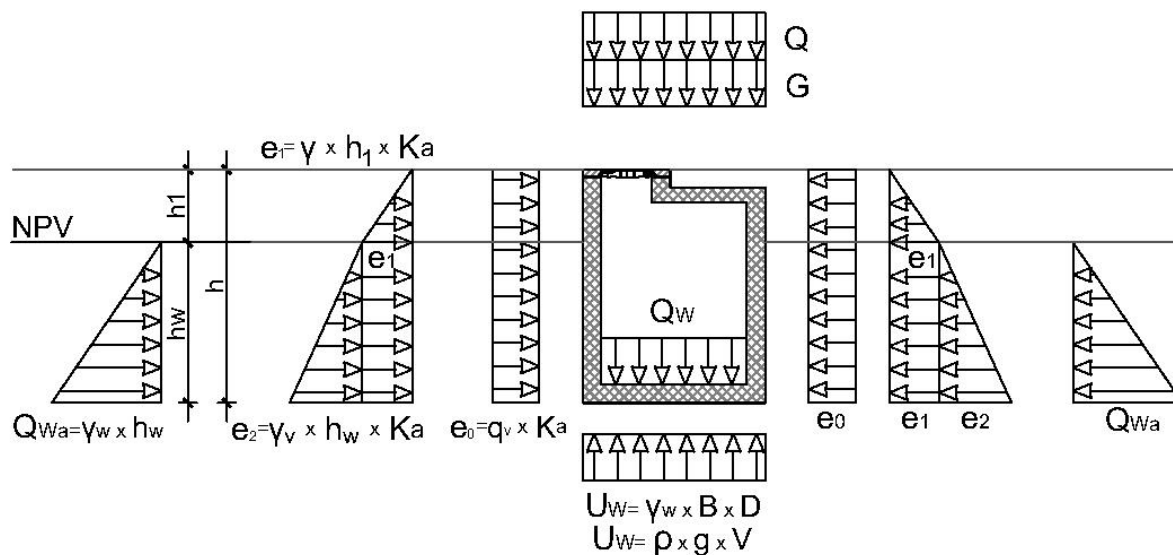 Q
G
e₁= γ × h₁ × Ka
h1
NPV
e1
e1
h
hw
Qw
QWa=γw x hw
e₂= γv × hw × Ka
e₀= qv × Ka
e0
e1
e2
QWa
UW= γw x B x D
UW= ρ x g x V